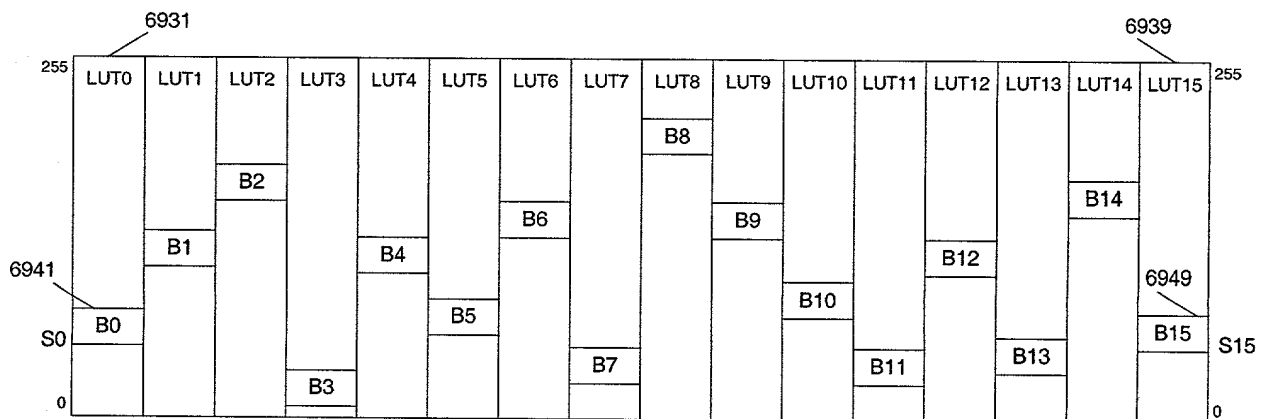 6931
6939
255 LUT0 LUT1 LUT2 LUT3 LUT4 LUT5 LUT6 LUT7 LUT8 LUT9 LUT10 LUT11 LUT12 LUT13 LUT14 LUT15 255
B8
B2
B14
B6 B9
B1 B4 B12
6941 6949
B10
B5
B0 B15
S0 S15
B13
B7 B11
B3
0 0